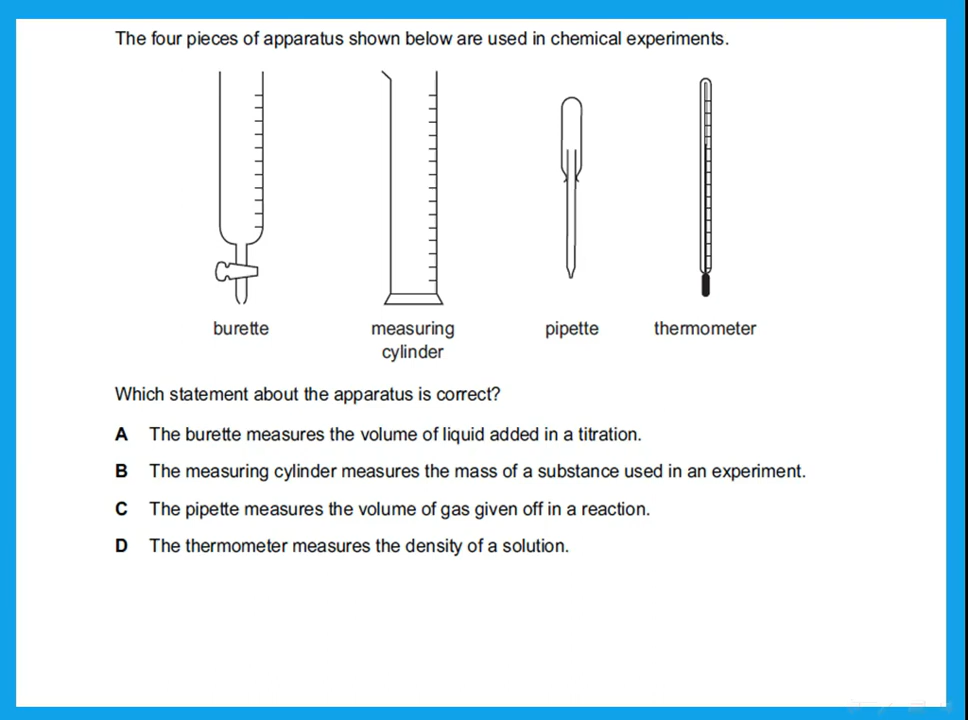 The four pieces of apparatus shown below are used in chemical experiments.
burette
measuring
cylinder
pipette
thermometer
Which statement about the apparatus is correct?
A The burette measures the volume of liquid added in a titration.
B The measuring cylinder measures the mass of a substance used in an experiment.
C The pipette measures the volume of gas given off in a reaction.
D The thermometer measures the density of a solution.